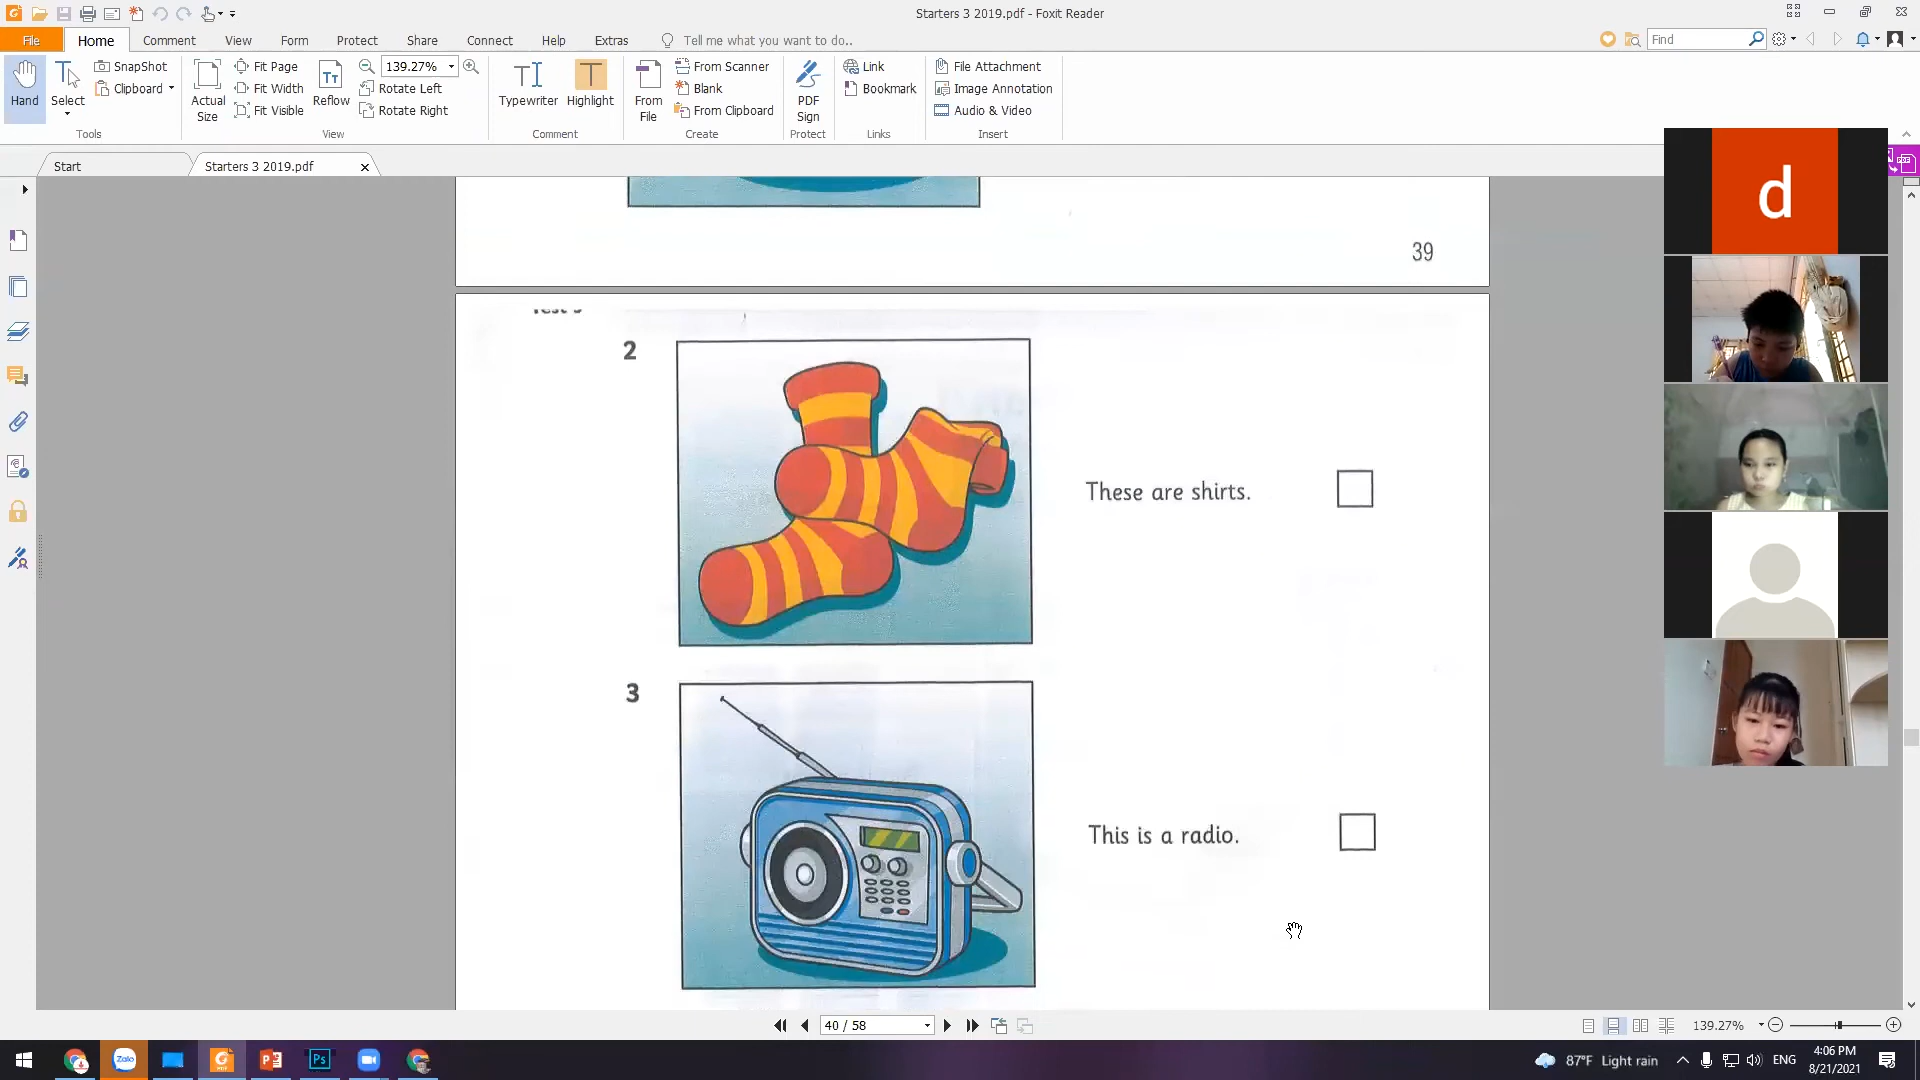 Starters 3 2019.pdf - Foxit Reader
File Home Comment View Form Protect Share Connect Help Extras Tell me what you want to do.. Find
Hand
Select
SnapShot
Clipboard
Tools
Actual Size
Fit Page
Fit Width
Fit Visible
Reflow
139.27%
Rotate Left
Rotate Right
View
Typewriter
Highlight
Comment
From File
From Scanner
Blank
From Clipboard
Create
PDF Sign
Protect
Link
Bookmark
Links
File Attachment
Image Annotation
Audio & Video
Insert
Start
Starters 3 2019.pdf
39
2
These are shirts.
3
This is a radio.
d
40 / 58
139.27%
Zalo
Ps
87°F Light rain
ENG
4:06 PM
8/21/2021